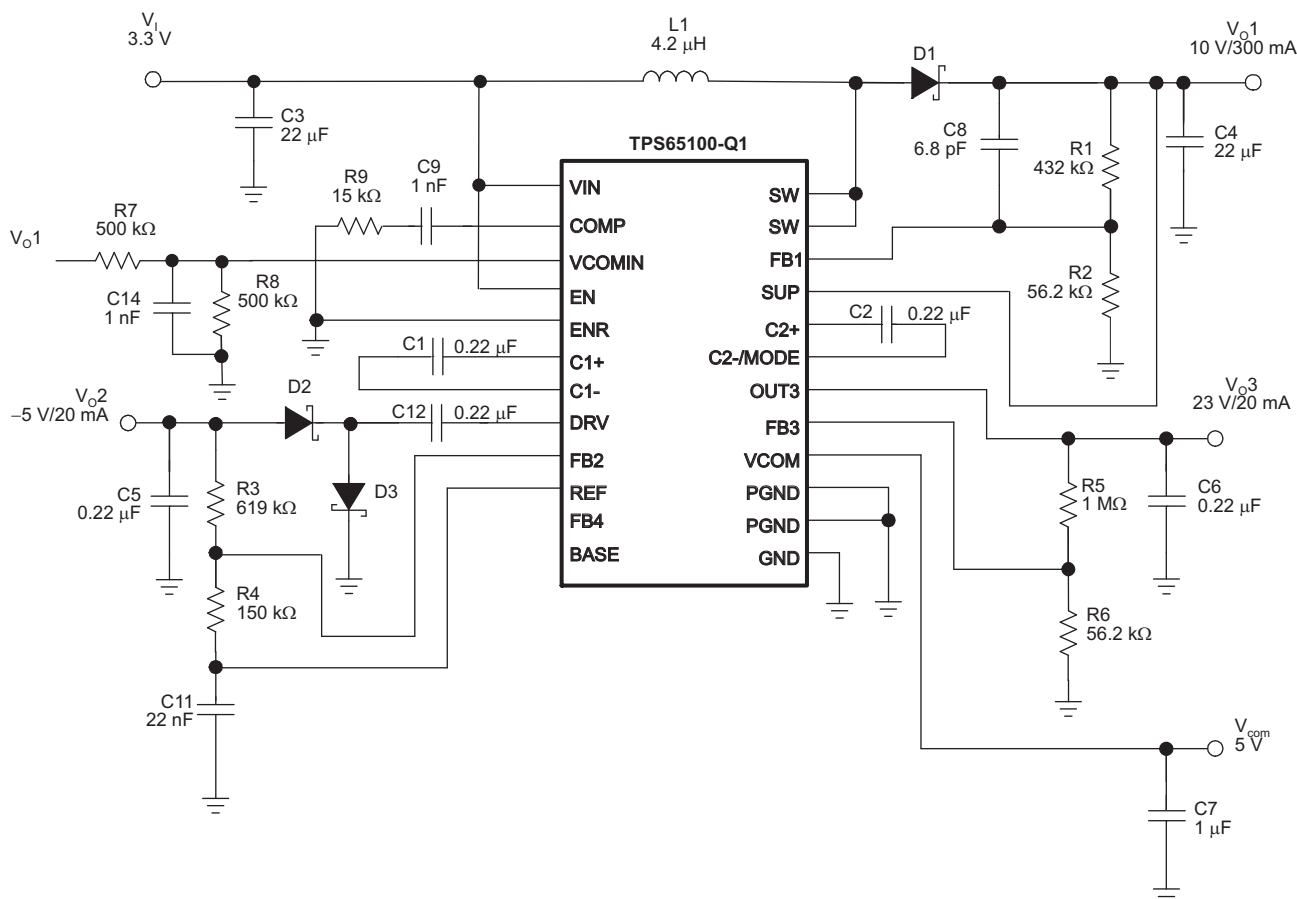 V_I
3.3 V
L1
4.2 μH
D1
V_O1
10 V/300 mA
C3
22 μF
TPS65100-Q1
C8
6.8 pF
R1
432 kΩ
C4
22 μF
R9
15 kΩ
C9
1 nF
VIN
SW
COMP
SW
R7
500 kΩ
V_O1
VCOMIN
FB1
R8
500 kΩ
C14
1 nF
EN
SUP
R2
56.2 kΩ
ENR
C2+
C2
0.22 μF
C1
0.22 μF
C1+
C2-/MODE
C1-
OUT3
V_O2
–5 V/20 mA
D2
C12
0.22 μF
DRV
FB3
V_O3
23 V/20 mA
FB2
VCOM
C5
0.22 μF
R3
619 kΩ
D3
REF
PGND
R5
1 MΩ
C6
0.22 μF
FB4
PGND
BASE
GND
R4
150 kΩ
R6
56.2 kΩ
C11
22 nF
V_com
5 V
C7
1 μF